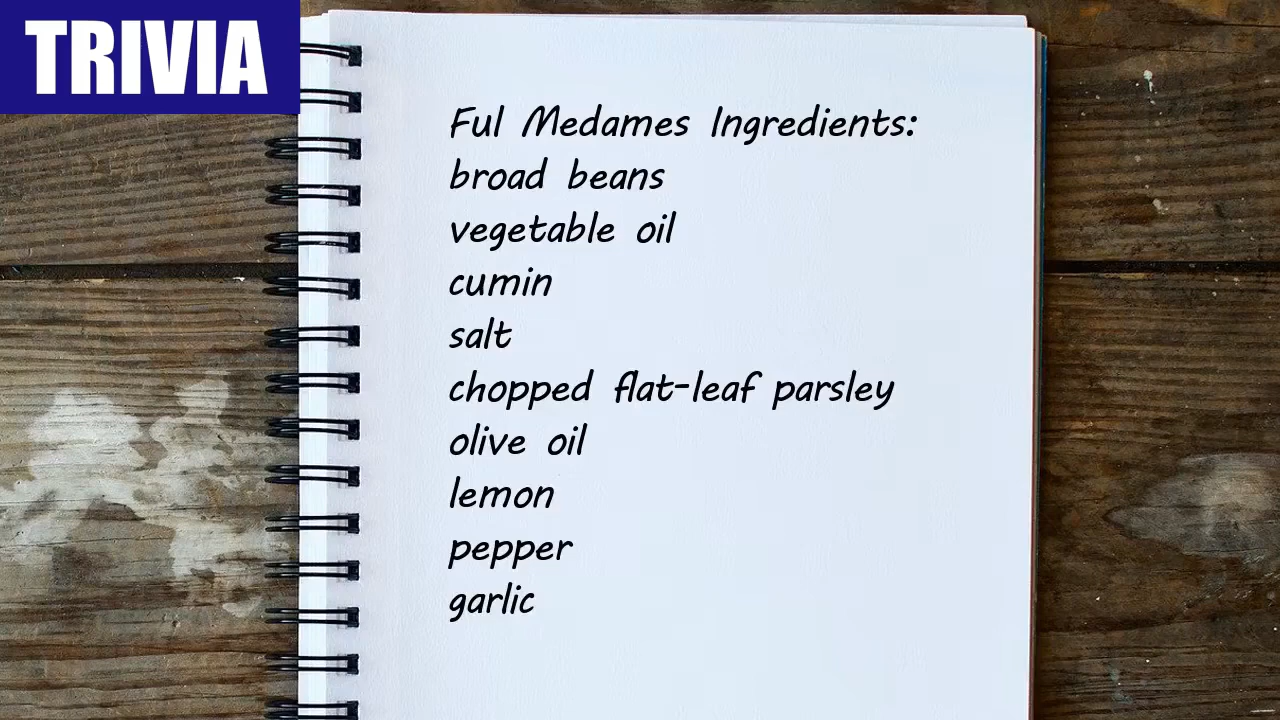 TRIVIA
Ful Medames Ingredients:
broad beans
vegetable oil
cumin
salt
chopped flat-leaf parsley
olive oil
lemon
pepper
garlic